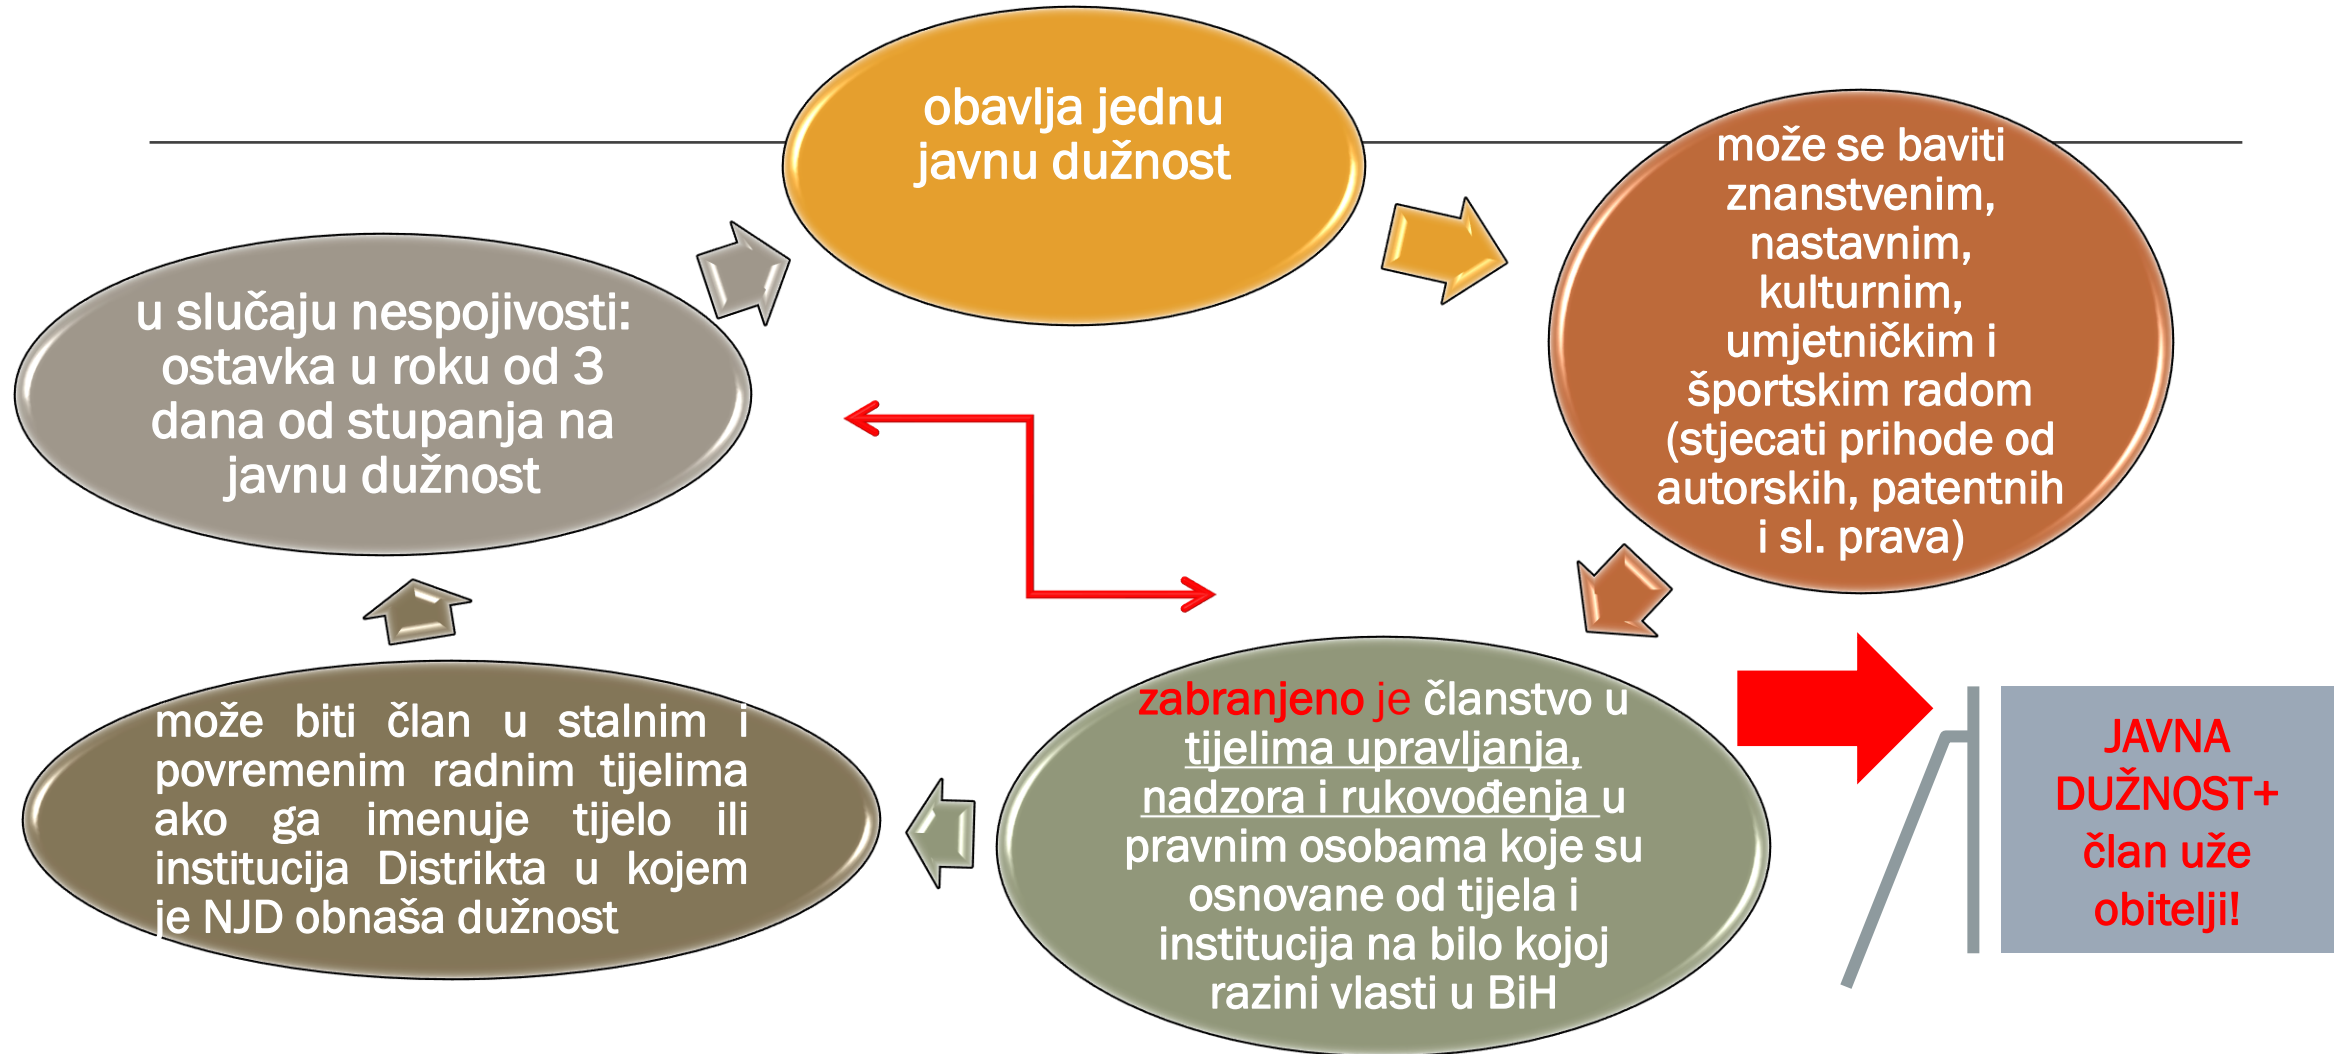 obavlja jednu
javnu dužnost
može se baviti
znanstvenim,
nastavnim,
kulturnim,
umjetničkim i
športskim radom
(stjecati prihode od
autorskih, patentnih
i sl. prava)
zabranjeno je članstvo u
tijelima upravljanja,
nadzora i rukovođenja u
pravnim osobama koje su
osnovane od tijela i
institucija na bilo kojoj
razini vlasti u BiH
JAVNA
DUŽNOST+
član uže
obitelji!
može biti član u stalnim i
povremenim radnim tijelima
ako ga imenuje tijelo ili
institucija Distrikta u kojem
je NJD obnaša dužnost
u slučaju nespojivosti:
ostavka u roku od 3
dana od stupanja na
javnu dužnost